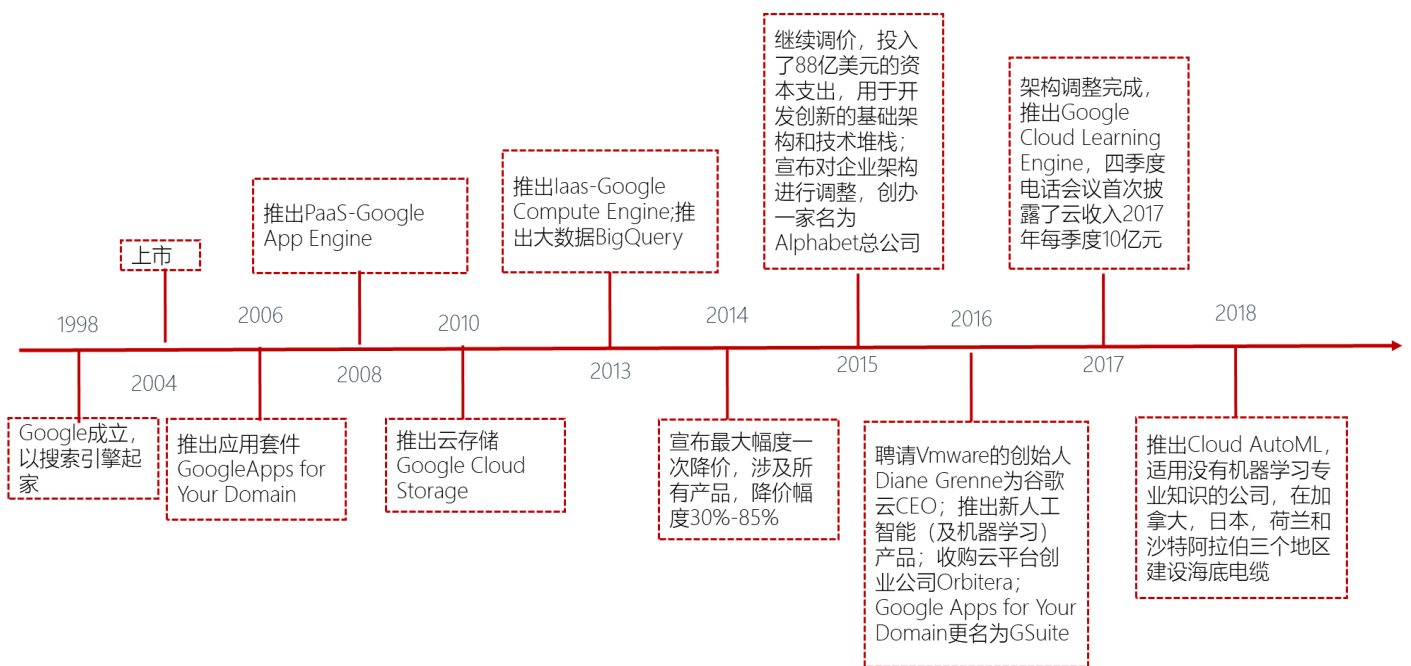 继续调价，投入
了88亿美元的资
本支出，用于开
发创新的基础架
构和技术堆栈；
宣布对企业架构
进行调整，创办
一家名为
Alphabet总公司
架构调整完成，
推出Google
Cloud Learning
Engine，四季度
电话会议首次披
露了云收入2017
年每季度10亿元
推出Iaas-Google
Compute Engine;推
出大数据BigQuery
推出PaaS-Google
App Engine
上市
1998
2006
2010
2014
2016
2018
2004
2008
2013
2015
2017
Google成立，
以搜索引擎起
家
推出应用套件
GoogleApps for
Your Domain
推出云存储
Google Cloud
Storage
宣布最大幅度一
次降价，涉及所
有产品，降价幅
度30%-85%
聘请Vmware的创始人
Diane Grenne为谷歌
云CEO；推出新人工
智能（及机器学习）
产品；收购云平台创
业公司Orbitera；
Google Apps for Your
Domain更名为GSuite
推出Cloud AutoML，
适用没有机器学习专
业知识的公司，在加
拿大，日本，荷兰和
沙特阿拉伯三个地区
建设海底电缆